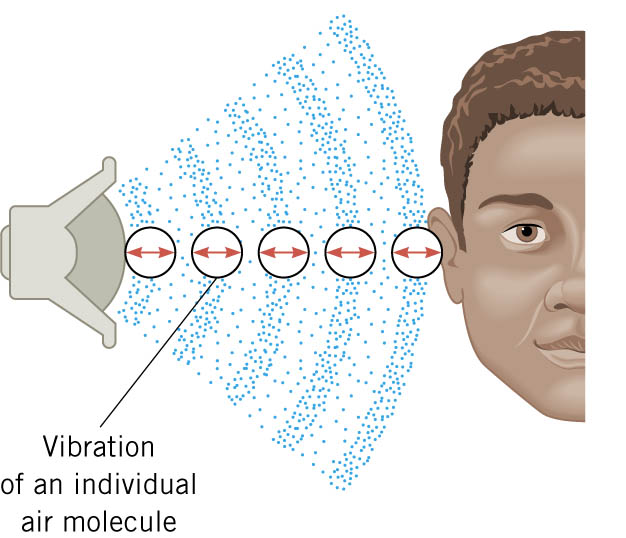 Vibration
of an individual
air molecule